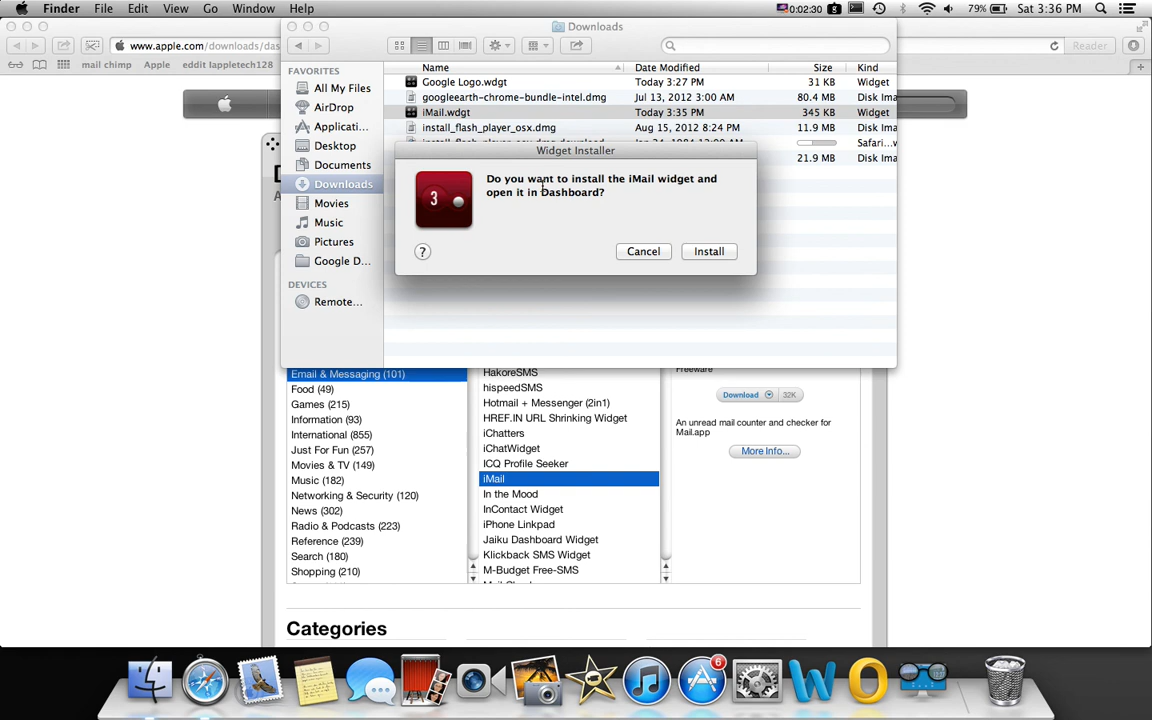 Finder File Edit View Go Window Help 0:02:30 79% Sat 3:36 PM
Downloads
www.apple.com/downloads/das
Reader
mail chimp Apple eddit lappletech128
FAVORITES
All My Files
AirDrop
Applicati...
Desktop
Documents
Downloads
Movies
Music
Pictures
Google D...
DEVICES
Remote...
Name Date Modified Size Kind
Google Logo.wdgt Today 3:27 PM 31 KB Widget
googleearth-chrome-bundle-intel.dmg Jul 13, 2012 3:00 AM 80.4 MB Disk Ima
iMail.wdgt Today 3:35 PM 345 KB Widget
install_flash_player_osx.dmg Aug 15, 2012 8:24 PM 11.9 MB Disk Ima
Safari...w
21.9 MB Disk Ima
Widget Installer
3
Do you want to install the iMail widget and
open it in Dashboard?
?
Cancel
Install
Email & Messaging (101)
Food (49)
Games (215)
Information (93)
International (855)
Just For Fun (257)
Movies & TV (149)
Music (182)
Networking & Security (120)
News (302)
Radio & Podcasts (223)
Reference (239)
Search (180)
Shopping (210)
HakoreSMS
hispeedSMS
Hotmail + Messenger (2in1)
HREF.IN URL Shrinking Widget
iChatters
iChatWidget
ICQ Profile Seeker
iMail
In the Mood
InContact Widget
iPhone Linkpad
Jaiku Dashboard Widget
Klickback SMS Widget
M-Budget Free-SMS
Freeware
Download 32K
An unread mail counter and checker for
Mail.app
More Info...
Categories
6